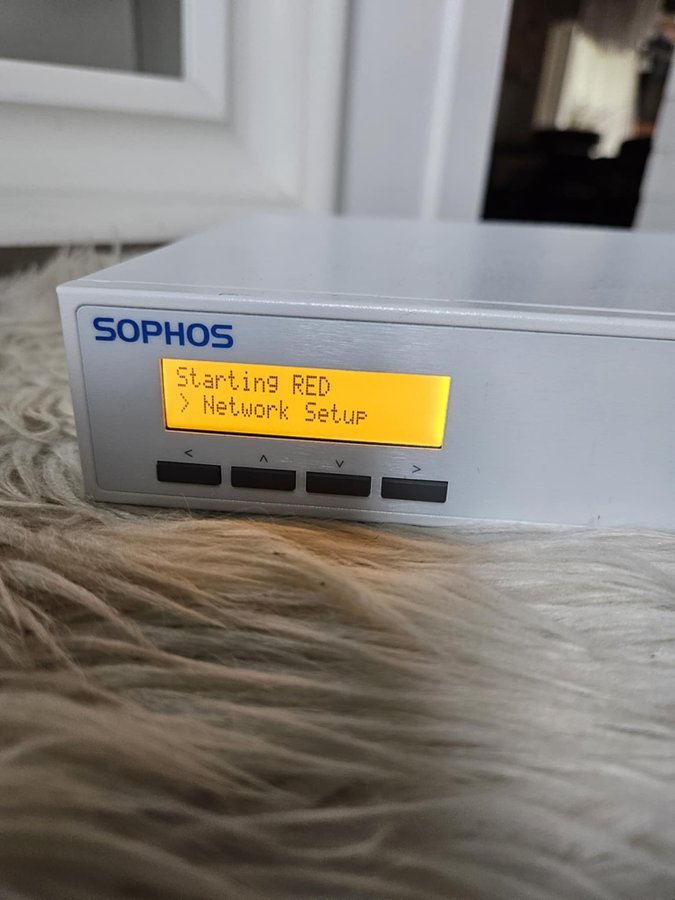 SOPHOS
Starting RED
> Network Setup
< ^ v >